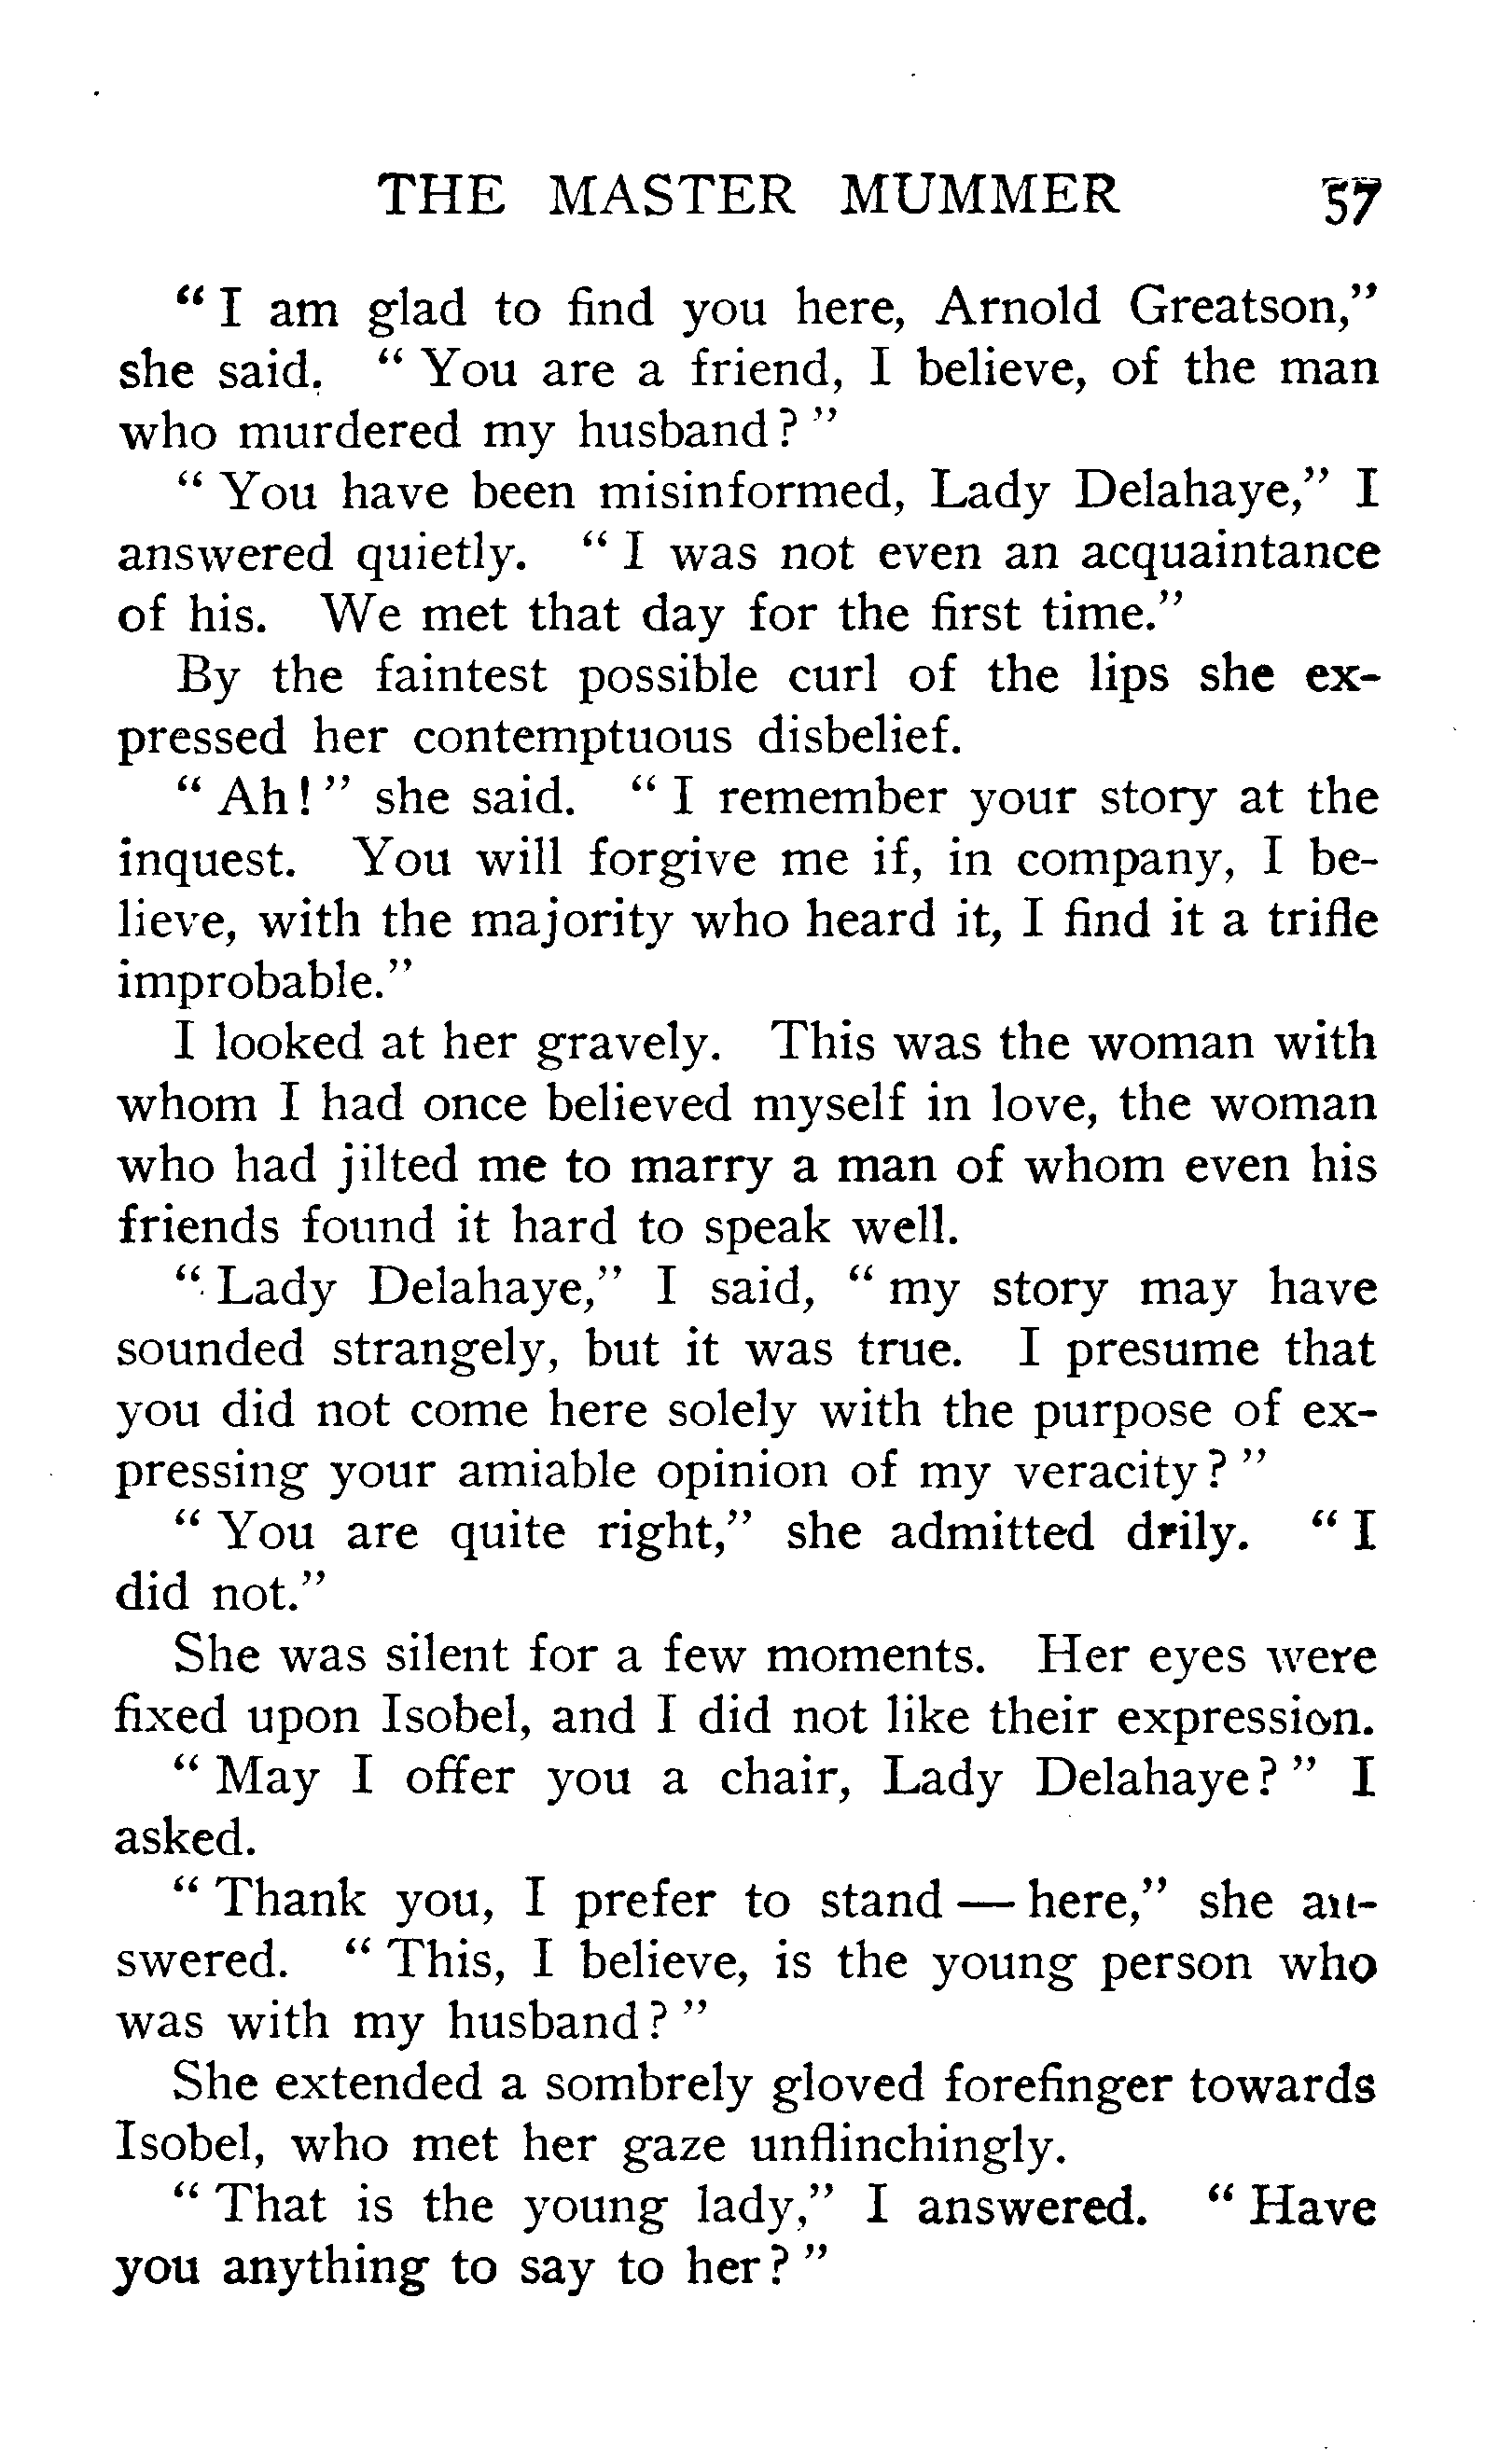 THE MASTER MUMMER 57
“ I am glad to find you here, Arnold Greatson,”
she said. “ You are a friend, I believe, of the man
who murdered my husband? ”
“ You have been misinformed, Lady Delahaye,” I
answered quietly. “ I was not even an acquaintance
of his. We met that day for the first time.”
By the faintest possible curl of the lips she ex-
pressed her contemptuous disbelief.
“ Ah! ” she said. “ I remember your story at the
inquest. You will forgive me if, in company, I be-
lieve, with the majority who heard it, I find it a trifle
improbable.”
I looked at her gravely. This was the woman with
whom I had once believed myself in love, the woman
who had jilted me to marry a man of whom even his
friends found it hard to speak well.
“ Lady Delahaye,” I said, “ my story may have
sounded strangely, but it was true. I presume that
you did not come here solely with the purpose of ex-
pressing your amiable opinion of my veracity? ”
“ You are quite right,” she admitted drily. “ I
did not.”
She was silent for a few moments. Her eyes were
fixed upon Isobel, and I did not like their expression.
“ May I offer you a chair, Lady Delahaye? ” I
asked.
“ Thank you, I prefer to stand — here,” she an-
swered. “ This, I believe, is the young person who
was with my husband? ”
She extended a sombrely gloved forefinger towards
Isobel, who met her gaze unflinchingly.
“ That is the young lady,” I answered. “ Have
you anything to say to her? ”